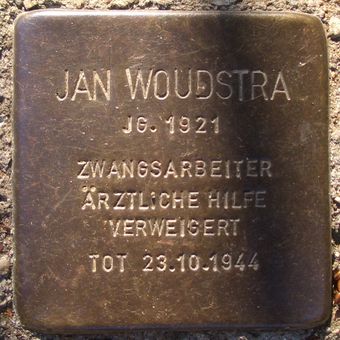 JAN WOUDSTRA
JG. 1921
ZWANGSARBEITER
ÄRZTLICHE HILFE
VERWEIGERT
TOT 23.10.1944